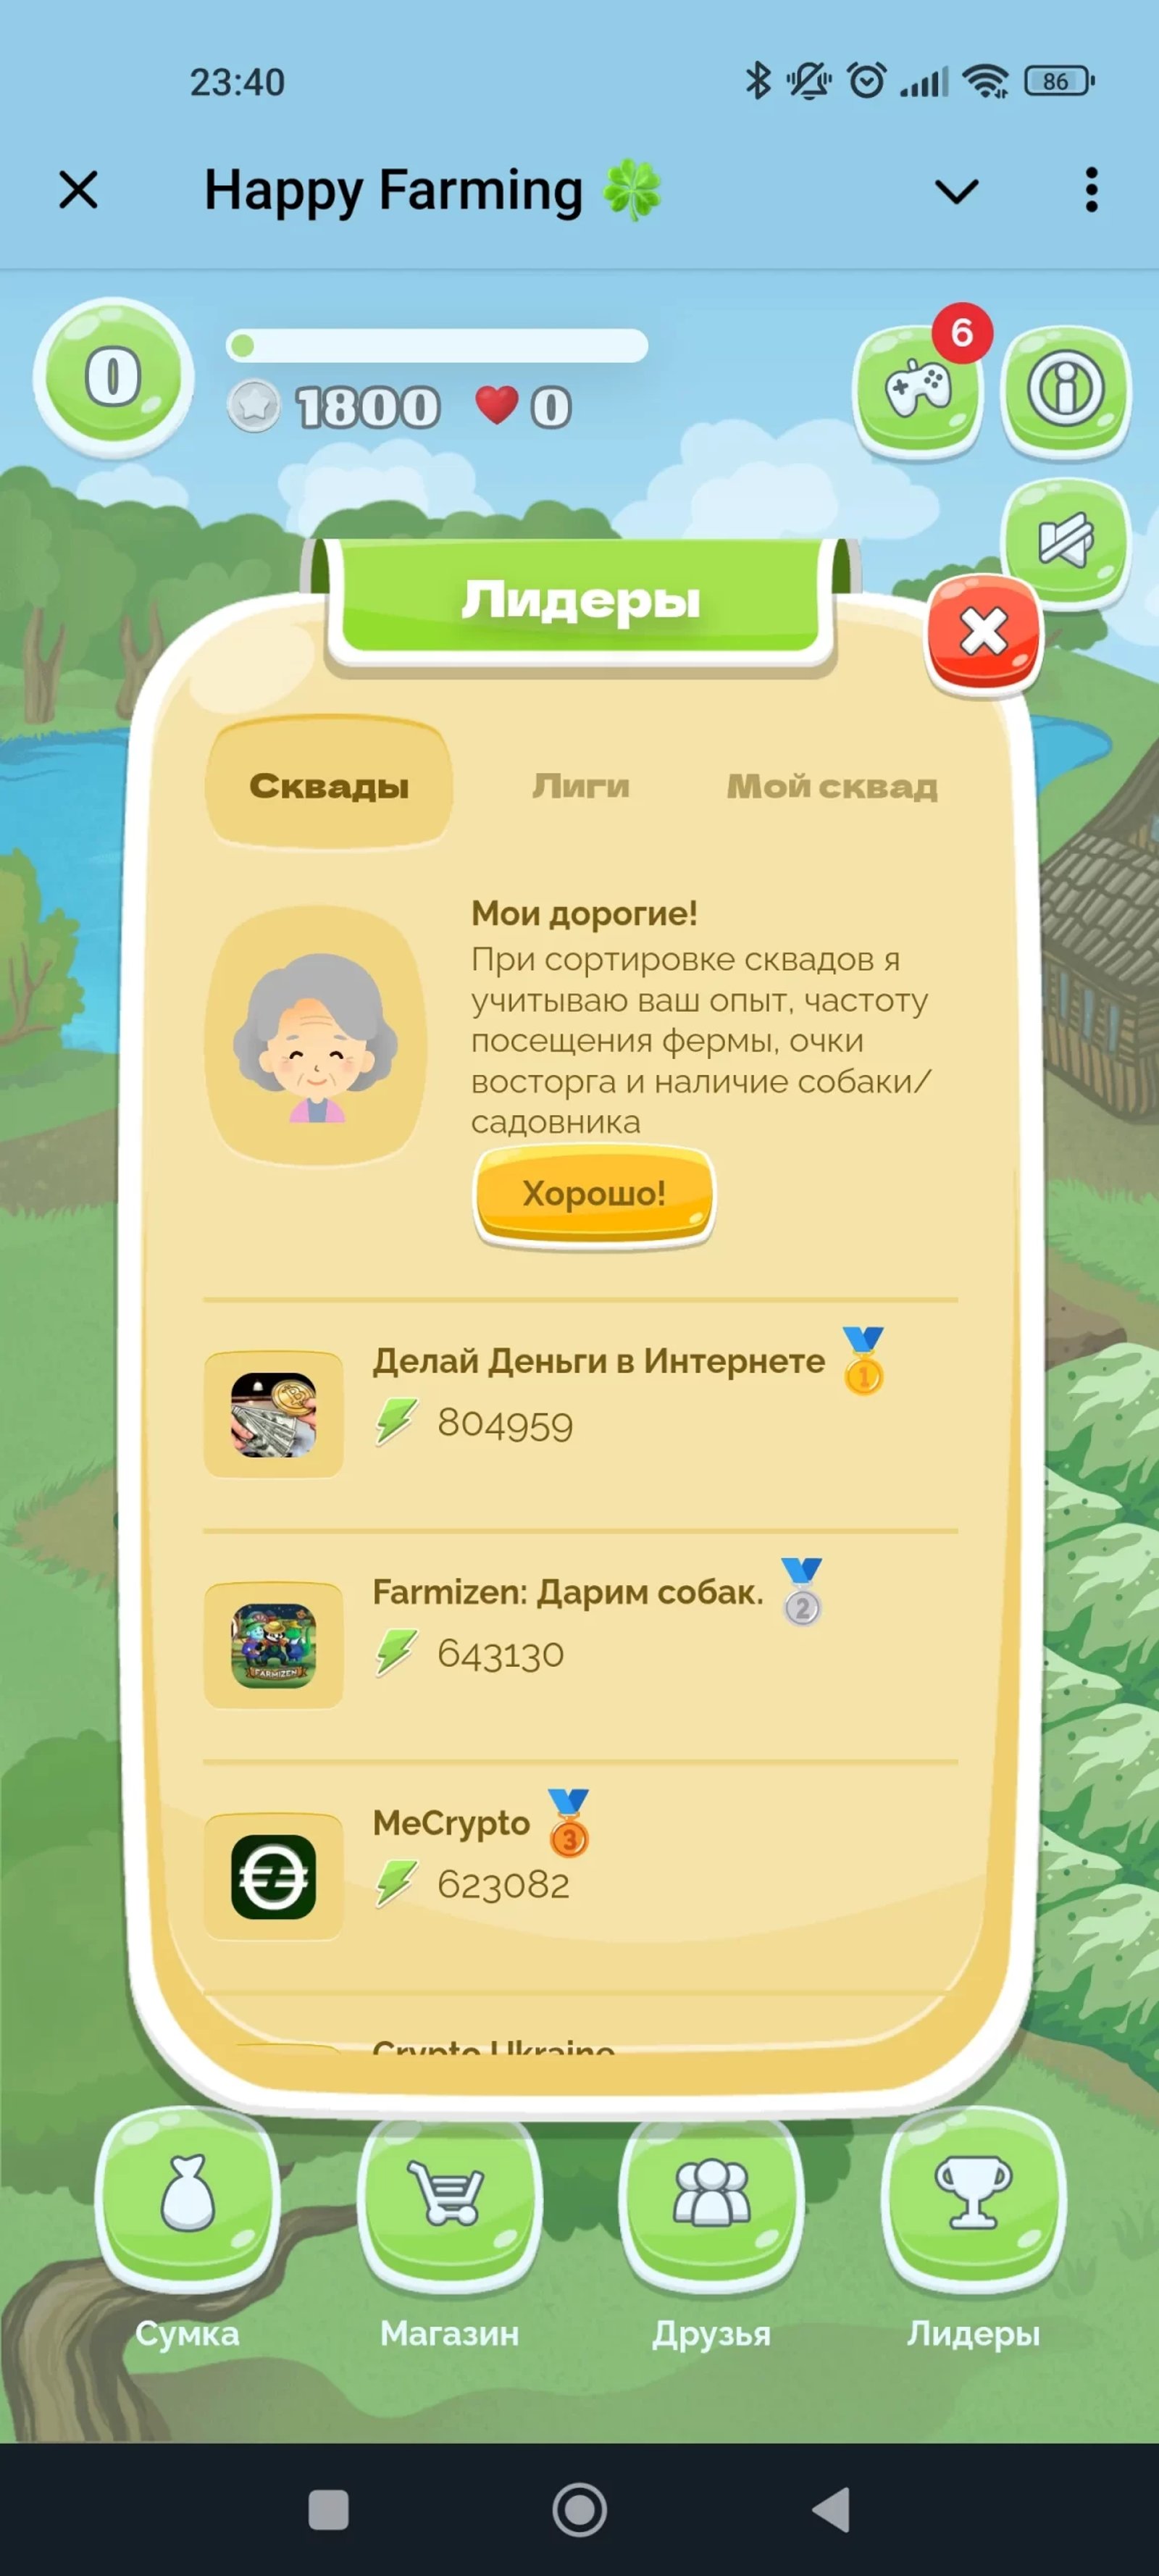 23:40
86
Happy Farming 🍀
0
6
1800 0
Лидеры
Сквады Лиги Мой сквад
Мои дорогие!
При сортировке сквадов я
учитываю ваш опыт, частоту
посещения фермы, очки
восторга и наличие собаки/
садовника
Хорошо!
Делай Деньги в Интернете 1
804959
Farmizen: Дарим собак. 2
643130
FARMIZEN
MeCrypto 3
623082
Crypto Ukraine
Сумка Магазин Друзья Лидеры